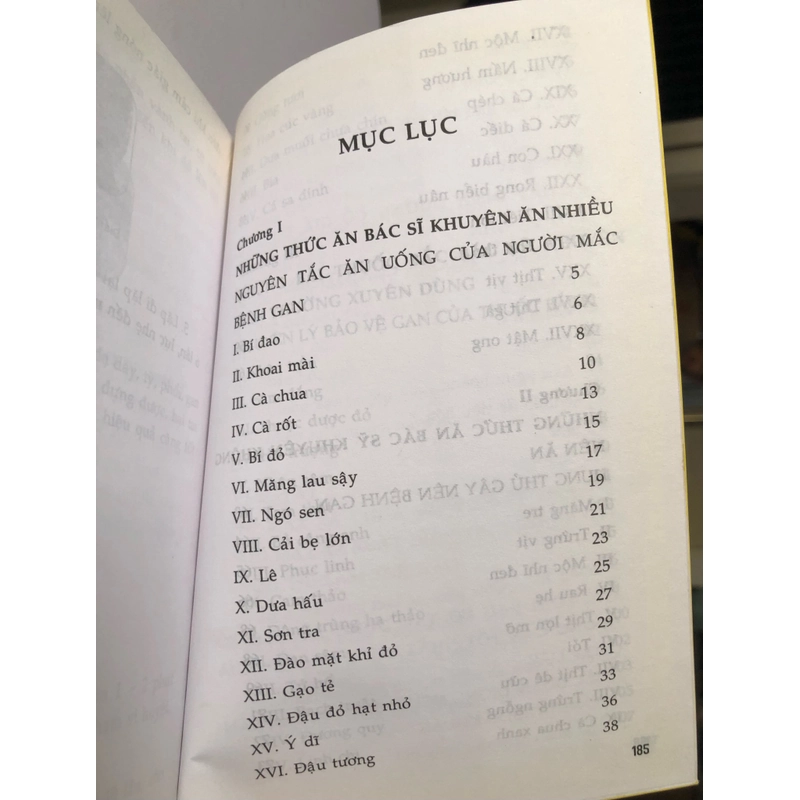 MỤC LỤC
Chương I
NHỮNG THỨC ĂN BÁC SĨ KHUYÊN ĂN NHIỀU
NGUYÊN TẮC ĂN UỐNG CỦA NGƯỜI MẮC
BỆNH GAN 5
I. Bí đao 6
II. Khoai mài 8
III. Cà chua 10
IV. Cà rốt 13
V. Bí đỏ 15
VI. Măng lau sậy 17
VII. Ngó sen 19
VIII. Cải bẹ lớn 21
IX. Lê 23
X. Dưa hấu 25
XI. Sơn tra 27
XII. Đào mặt khỉ đỏ 29
XIII. Gạo tẻ 31
XIV. Đậu đỏ hạt nhỏ 33
XV. Ý dĩ 36
XVI. Đậu tương 38
185